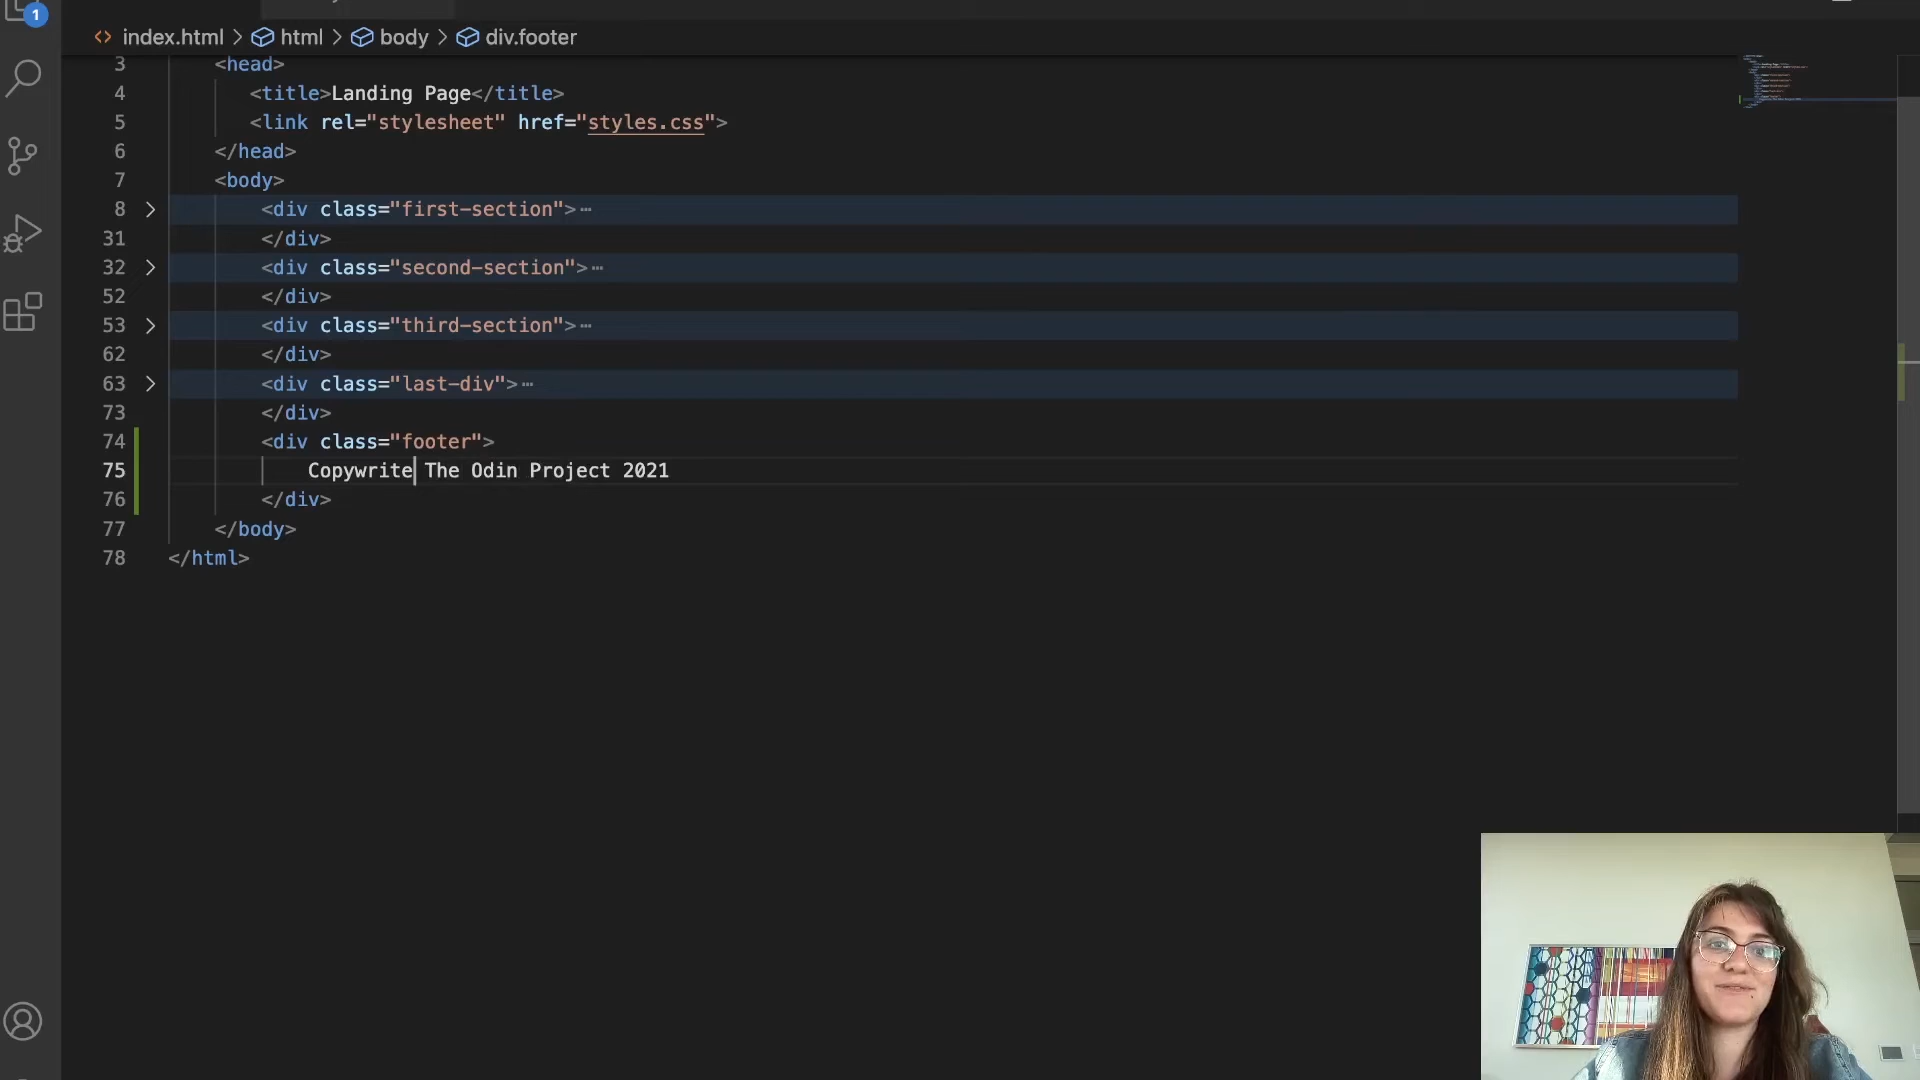 1
index.html > html > body > div.footer
3 <head>
4 <title>Landing Page</title>
5 <link rel="stylesheet" href="styles.css">
6 </head>
7 <body>
8 <div class="first-section">⋯
31 </div>
32 <div class="second-section">⋯
52 </div>
53 <div class="third-section">⋯
62 </div>
63 <div class="last-div">⋯
73 </div>
74 <div class="footer">
75 Copywrite The Odin Project 2021
76 </div>
77 </body>
78 </html>